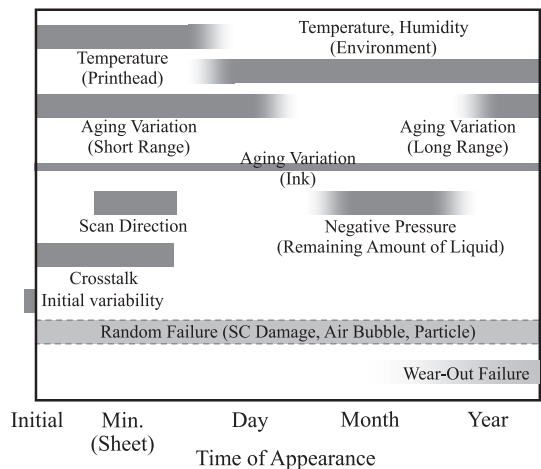 Temperature, Humidity
(Environment)
Temperature
(Printhead)
Aging Variation
(Short Range)
Aging Variation
(Long Range)
Aging Variation
(Ink)
Scan Direction
Negative Pressure
(Remaining Amount of Liquid)
Crosstalk
Initial variability
Random Failure (SC Damage, Air Bubble, Particle)
Wear-Out Failure
Initial Min. Day Month Year
(Sheet)
Time of Appearance